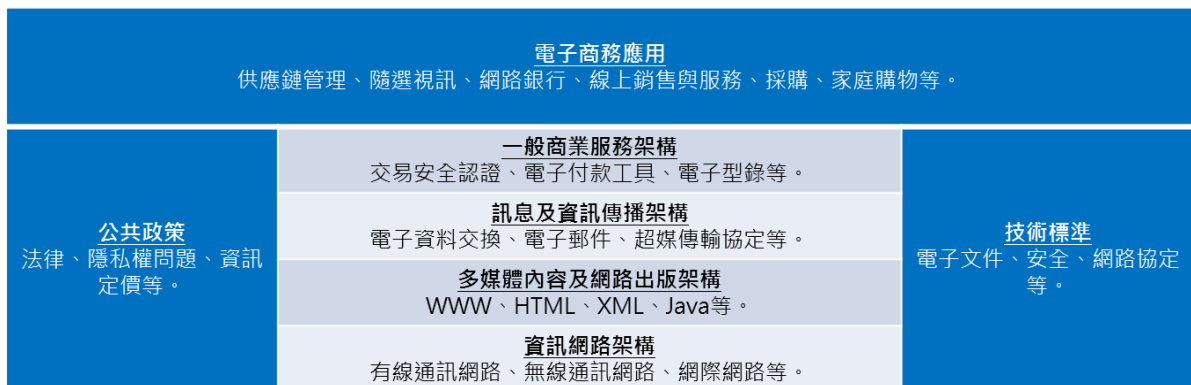 電子商務應用
供應鏈管理、隨選視訊、網路銀行、線上銷售與服務、採購、家庭購物等。
公共政策
法律、隱私權問題、資訊
定價等。
一般商業服務架構
交易安全認證、電子付款工具、電子型錄等。
訊息及資訊傳播架構
電子資料交換、電子郵件、超媒傳輸協定等。
多媒體內容及網路出版架構
WWW、HTML、XML、Java等。
資訊網路架構
有線通訊網路、無線通訊網路、網際網路等。
技術標準
電子文件、安全、網路協定
等。